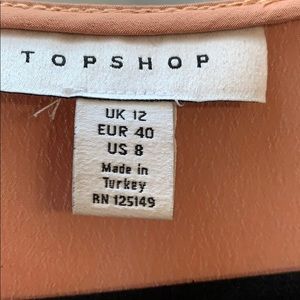 TOPSHOP
UK 12
EUR 40
US 8
Made in
Turkey
RN 125149